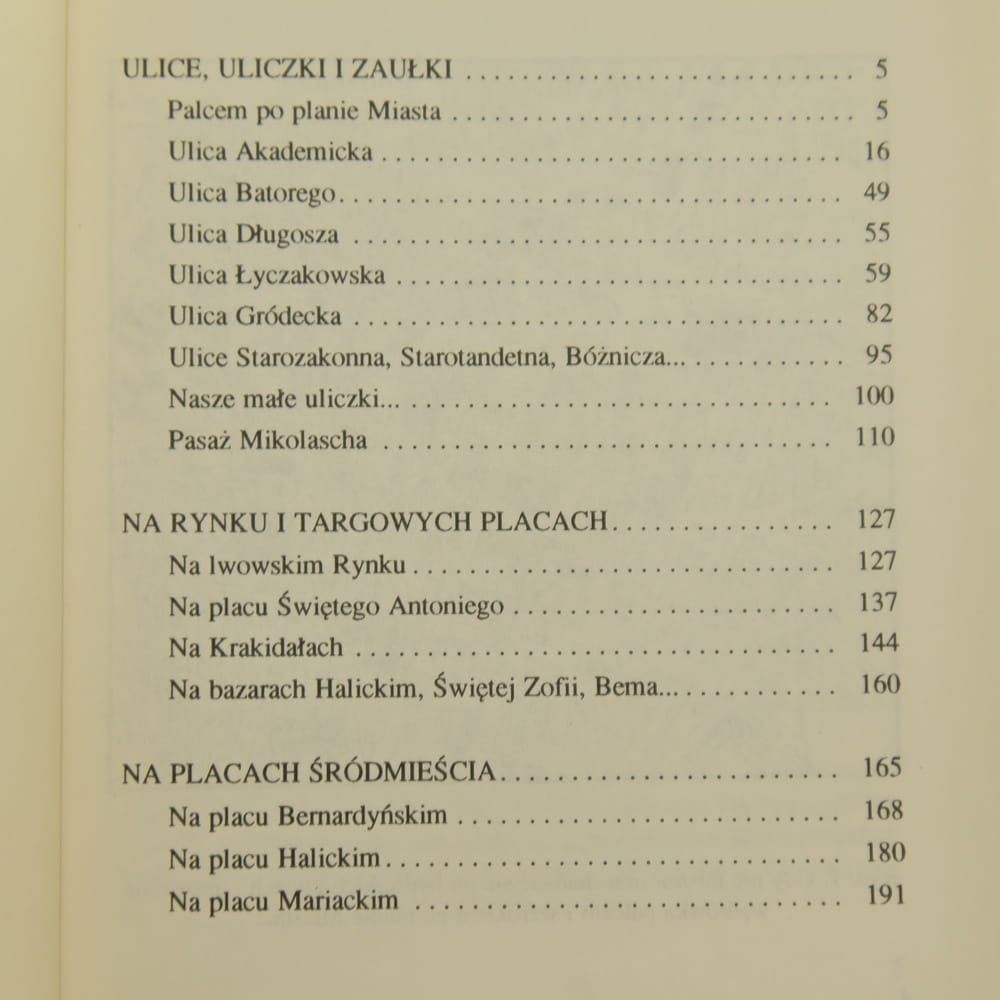 ULICE, ULICZKI I ZAUŁKI ............................ 5
Palcem po planie Miasta ............................. 5
Ulica Akademicka ................................. 16
Ulica Batorego.................................... 49
Ulica Długosza ................................... 55
Ulica Łyczakowska ................................ 59
Ulica Gródecka ................................... 82
Ulice Starozakonna, Starotandetna, Bóżnicza... ........... 95
Nasze małe uliczki... .............................. 100
Pasaż Mikolascha ................................ 110
NA RYNKU I TARGOWYCH PLACACH................ 127
Na lwowskim Rynku .............................. 127
Na placu Świętego Antoniego ....................... 137
Na Krakidałach .................................. 144
Na bazarach Halickim, Świętej Zofii, Bema... ........... 160
NA PLACACH ŚRÓDMIEŚCIA........................ 165
Na placu Bernardyńskim ........................... 168
Na placu Halickim ................................ 180
Na placu Mariackim .............................. 191